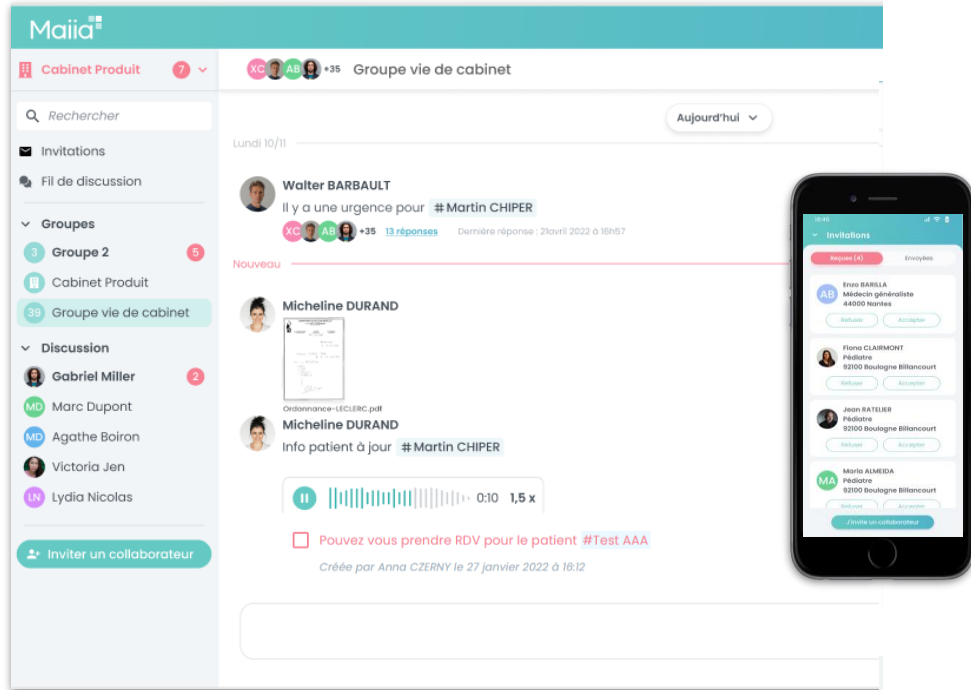 Maiia
Cabinet Produit
7
XC
AB
+35
Groupe vie de cabinet
Rechercher
Aujourd'hui
Invitations
Lundi 10/11
Fil de discussion
Groupes
3
Groupe 2
5
Cabinet Produit
39
Groupe vie de cabinet
Discussion
Gabriel Miller
2
MD
Marc Dupont
MD
Agathe Boiron
Victoria Jen
LN
Lydia Nicolas
Inviter un collaborateur
Walter BARBAULT
Il y a une urgence pour #Martin CHIPER
XC
AB
+35
13 réponses
Dernière réponse : 21avril 2022 à 16h57
Nouveau
Micheline DURAND
Ordonnance-LECLERC.pdf
Micheline DURAND
Info patient à jour #Martin CHIPER
0:10
1,5 x
Pouvez vous prendre RDV pour le patient #Test AAA
Créée par Anna CZERNY le 27 janvier 2022 à 16:12
Invitations
Reçues (4)
Envoyées
AB
Enzo BARILLA
Médecin généraliste
44000 Nantes
Refuser
Accepter
Fiona CLAIRMONT
Pédiatre
92100 Boulogne Billancourt
Refuser
Accepter
Jean RATELIER
Pédiatre
92100 Boulogne Billancourt
Refuser
Accepter
MA
Maria ALMEIDA
Pédiatre
92100 Boulogne Billancourt
Refuser
Accepter
J'invite un collaborateur